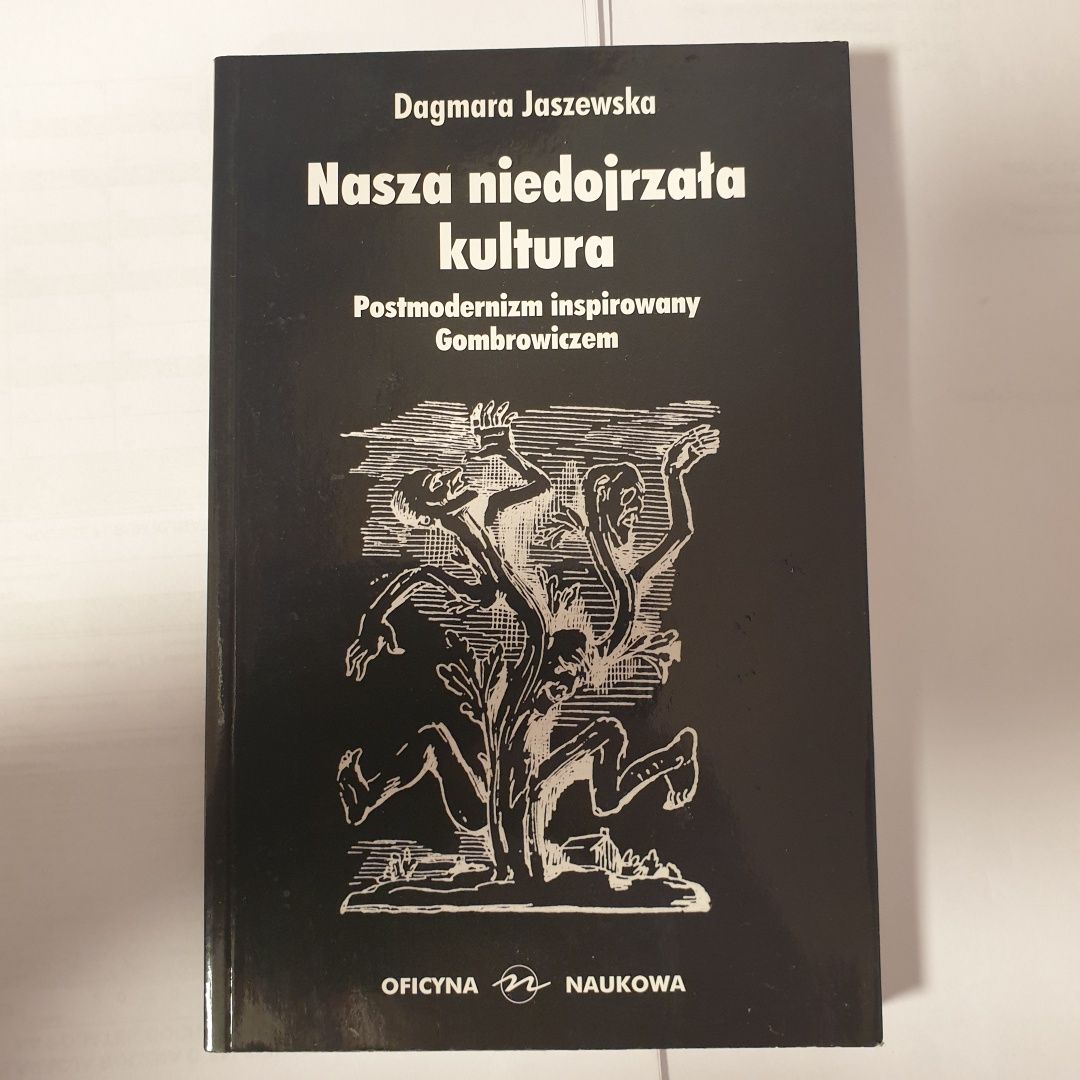 Dagmara Jaszewska
Nasza niedojrzała
kultura
Postmodernizm inspirowany
Gombrowiczem
OFICYNA NAUKOWA